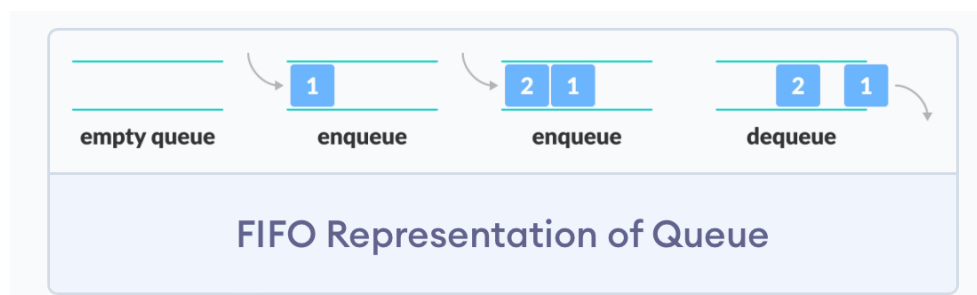 1
2 1
2 1
empty queue
enqueue
enqueue
dequeue
FIFO Representation of Queue